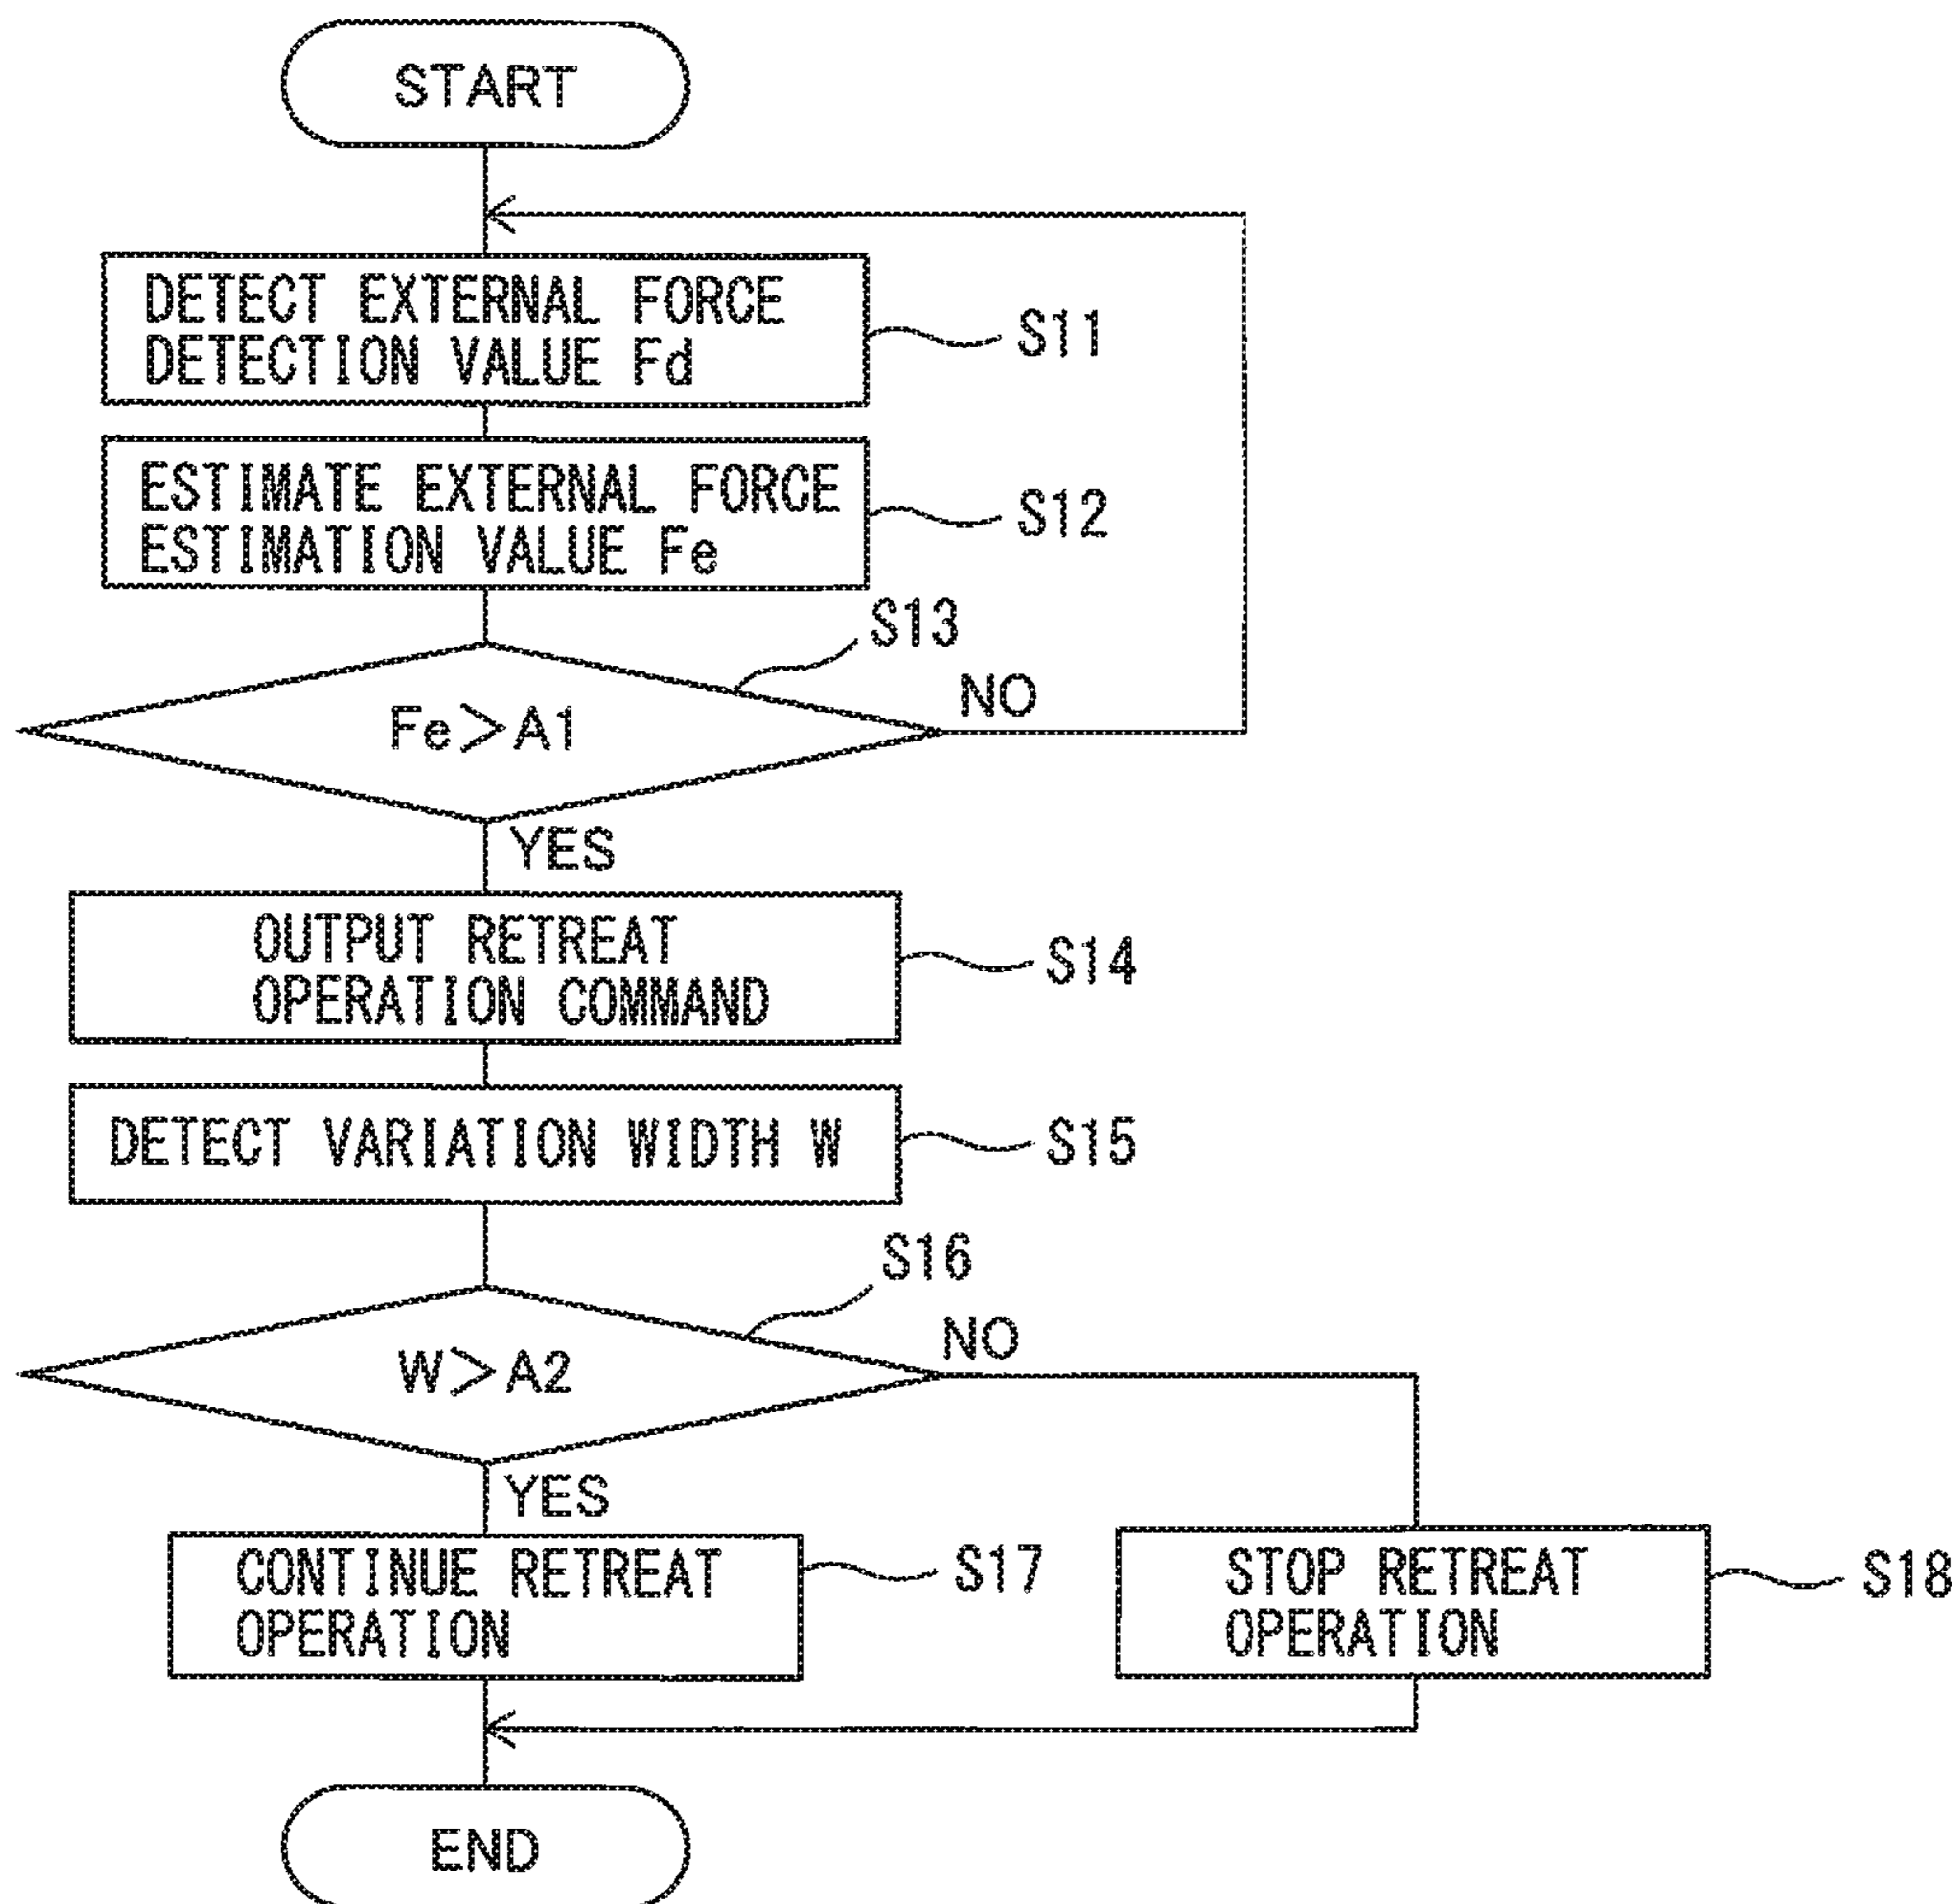 START
DETECT EXTERNAL FORCE
DETECTION VALUE Fd
S11
ESTIMATE EXTERNAL FORCE
ESTIMATION VALUE Fe
S12
S13
Fe>A1
NO
YES
OUTPUT RETREAT
OPERATION COMMAND
S14
DETECT VARIATION WIDTH W
S15
S16
W>A2
NO
YES
CONTINUE RETREAT
OPERATION
S17
STOP RETREAT
OPERATION
S18
END